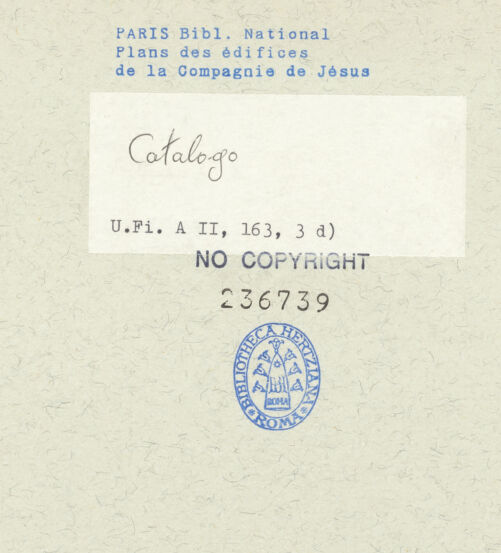 PARIS Bibl. National
Plans des édifices
de la Compagnie de Jésus
Catalogo
U.Fi. A II, 163, 3 d)
NO COPYRIGHT
236739
BIBLIOTHECA HERTZIANA
ROMA
ROMA